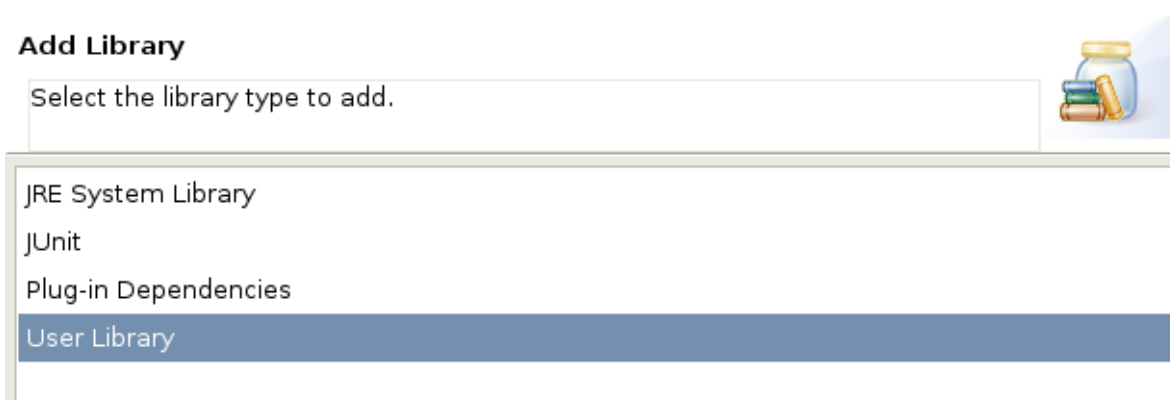 Add Library
Select the library type to add.
JRE System Library
JUnit
Plug-in Dependencies
User Library